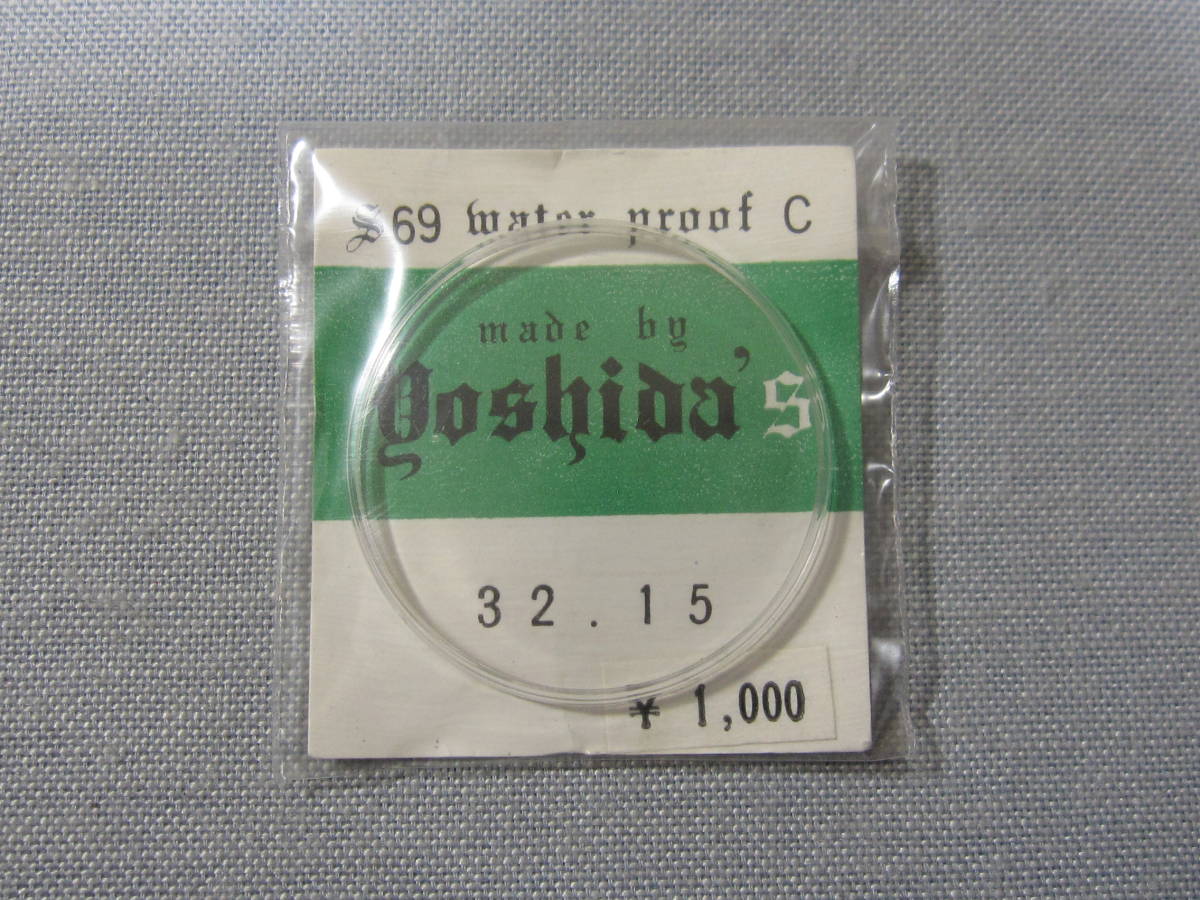 S69 water proof C
made by
Yoshida's
32.15
¥ 1,000